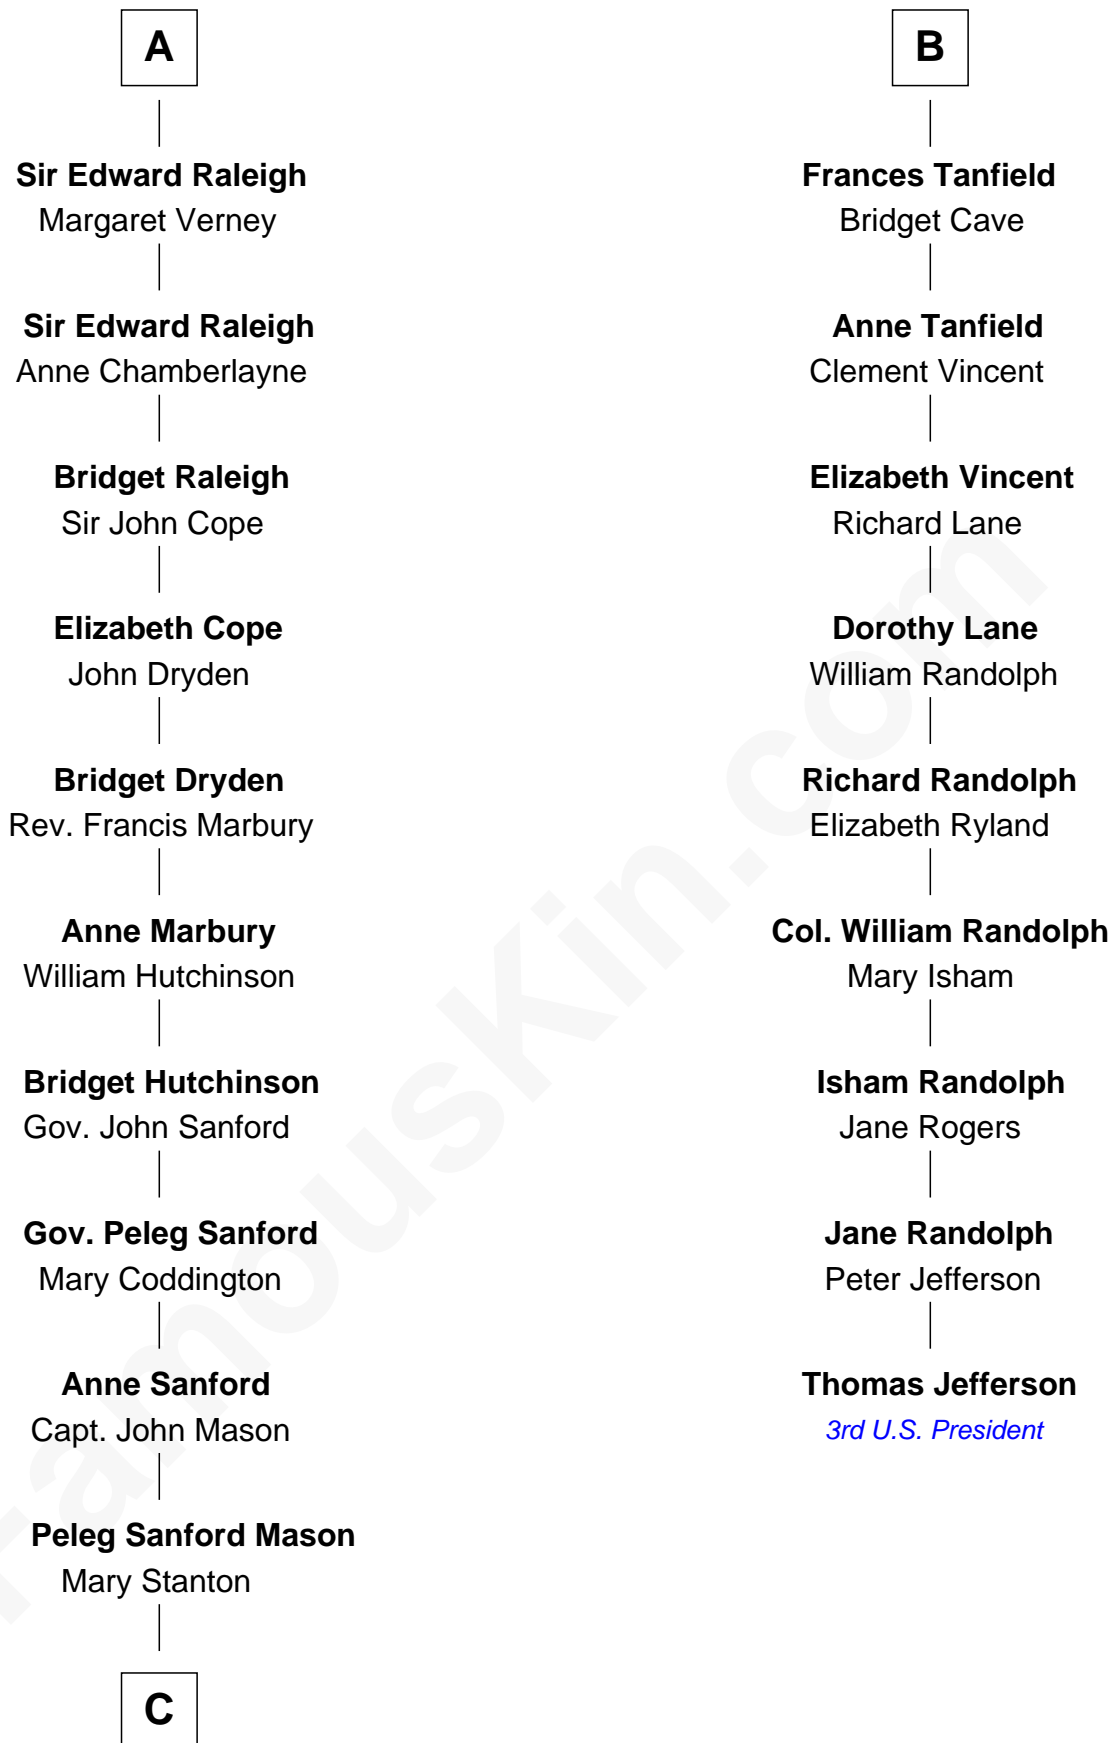 A
Sir Edward Raleigh
Margaret Verney
Sir Edward Raleigh
Anne Chamberlayne
Bridget Raleigh
Sir John Cope
Elizabeth Cope
John Dryden
Bridget Dryden
Rev. Francis Marbury
Anne Marbury
William Hutchinson
Bridget Hutchinson
Gov. John Sanford
Gov. Peleg Sanford
Mary Coddington
Anne Sanford
Capt. John Mason
Peleg Sanford Mason
Mary Stanton
C
B
Frances Tanfield
Bridget Cave
Anne Tanfield
Clement Vincent
Elizabeth Vincent
Richard Lane
Dorothy Lane
William Randolph
Richard Randolph
Elizabeth Ryland
Col. William Randolph
Mary Isham
Isham Randolph
Jane Rogers
Jane Randolph
Peter Jefferson
Thomas Jefferson
3rd U.S. President
FamousKin.com